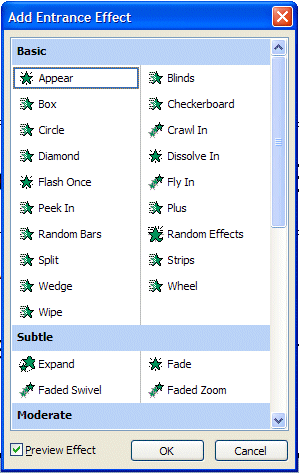 Add Entrance Effect
Basic
Appear Blinds
Box Checkerboard
Circle Crawl In
Diamond Dissolve In
Flash Once Fly In
Peek In Plus
Random Bars Random Effects
Split Strips
Wedge Wheel
Wipe
Subtle
Expand Fade
Faded Swivel Faded Zoom
Moderate
Preview Effect OK Cancel